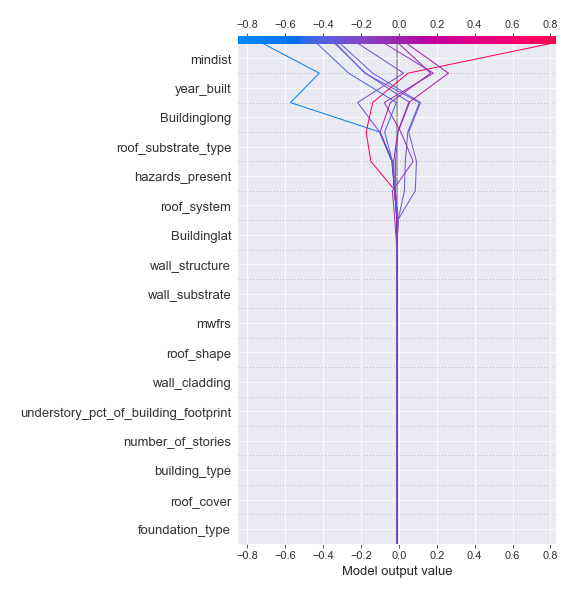 −0.8 −0.6 −0.4 −0.2 0.0 0.2 0.4 0.6 0.8
mindist
year_built
Buildinglong
roof_substrate_type
hazards_present
roof_system
Buildinglat
wall_structure
wall_substrate
mwfrs
roof_shape
wall_cladding
understory_pct_of_building_footprint
number_of_stories
building_type
roof_cover
foundation_type
−0.8 −0.6 −0.4 −0.2 0.0 0.2 0.4 0.6 0.8
Model output value